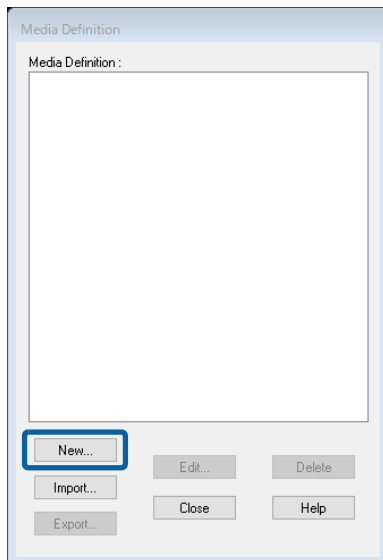 Media Definition
Media Definition :
New...
Edit...
Delete
Import...
Close
Help
Export...